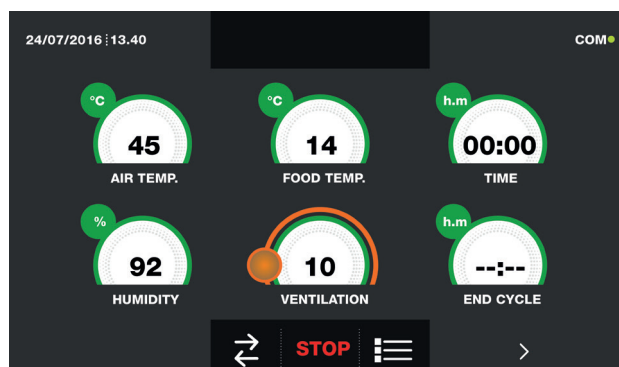 24/07/2016 13.40 COM
°C °C h.m
45 14 00:00
AIR TEMP. FOOD TEMP. TIME
% h.m
92 10 --:--
HUMIDITY VENTILATION END CYCLE
STOP